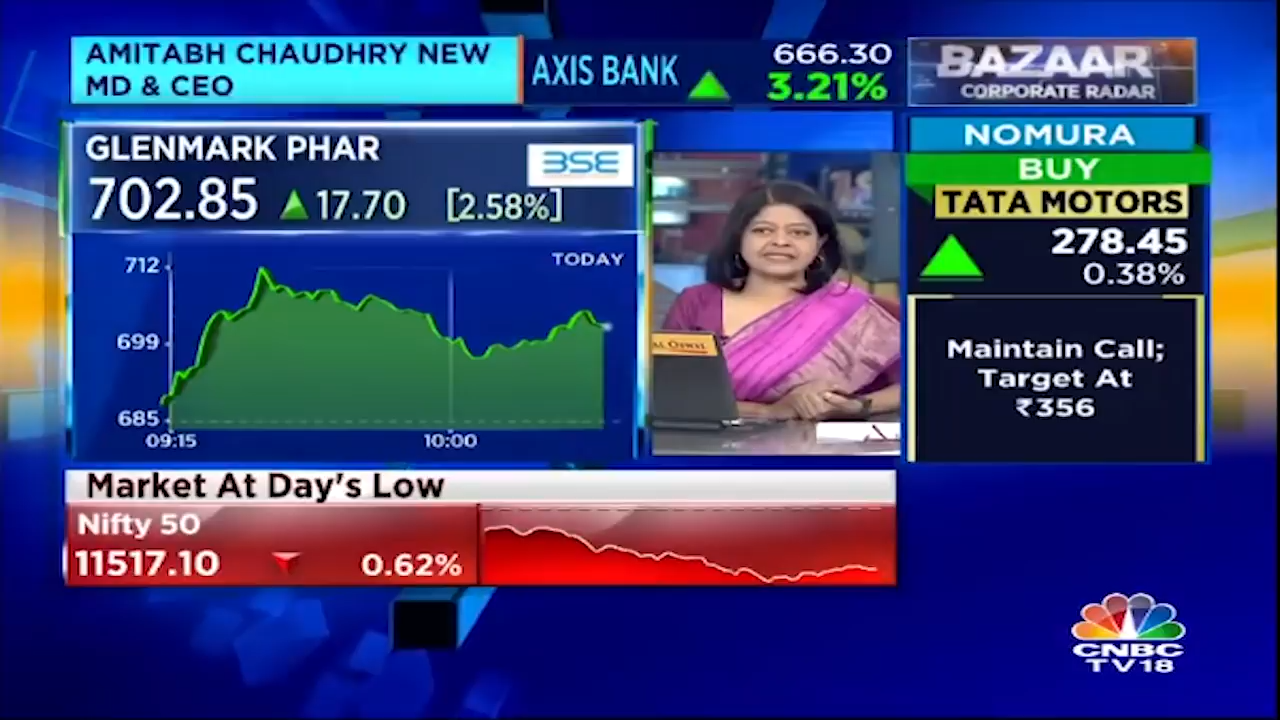 AMITABH CHAUDHRY NEW
MD & CEO
AXIS BANK
666.30
3.21%
BAZAAR
CORPORATE RADAR
GLENMARK PHAR
BSE
702.85 17.70 [2.58%]
TODAY
712
699
685
09:15 10:00
AL OSWAL
NOMURA
BUY
TATA MOTORS
278.45
0.38%
Maintain Call;
Target At
₹356
Market At Day's Low
Nifty 50
11517.10 0.62%
CNBC
TV18